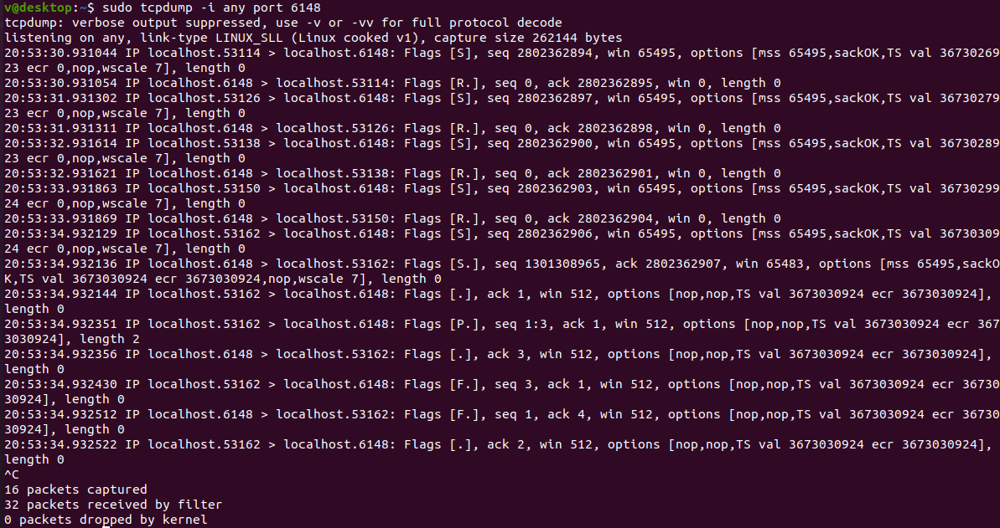 v@desktop:~$ sudo tcpdump -i any port 6148
tcpdump: verbose output suppressed, use -v or -vv for full protocol decode
listening on any, link-type LINUX_SLL (Linux cooked v1), capture size 262144 bytes
20:53:30.931044 IP localhost.53114 > localhost.6148: Flags [S], seq 2802362894, win 65495, options [mss 65495,sackOK,TS val 36730269
23 ecr 0,nop,wscale 7], length 0
20:53:30.931054 IP localhost.6148 > localhost.53114: Flags [R.], seq 0, ack 2802362895, win 0, length 0
20:53:31.931302 IP localhost.53126 > localhost.6148: Flags [S], seq 2802362897, win 65495, options [mss 65495,sackOK,TS val 36730279
23 ecr 0,nop,wscale 7], length 0
20:53:31.931311 IP localhost.6148 > localhost.53126: Flags [R.], seq 0, ack 2802362898, win 0, length 0
20:53:32.931614 IP localhost.53138 > localhost.6148: Flags [S], seq 2802362900, win 65495, options [mss 65495,sackOK,TS val 36730289
23 ecr 0,nop,wscale 7], length 0
20:53:32.931621 IP localhost.6148 > localhost.53138: Flags [R.], seq 0, ack 2802362901, win 0, length 0
20:53:33.931863 IP localhost.53150 > localhost.6148: Flags [S], seq 2802362903, win 65495, options [mss 65495,sackOK,TS val 36730299
24 ecr 0,nop,wscale 7], length 0
20:53:33.931869 IP localhost.6148 > localhost.53150: Flags [R.], seq 0, ack 2802362904, win 0, length 0
20:53:34.932129 IP localhost.53162 > localhost.6148: Flags [S], seq 2802362906, win 65495, options [mss 65495,sackOK,TS val 36730309
24 ecr 0,nop,wscale 7], length 0
20:53:34.932136 IP localhost.6148 > localhost.53162: Flags [S.], seq 1301308965, ack 2802362907, win 65483, options [mss 65495,sackO
K,TS val 3673030924 ecr 3673030924,nop,wscale 7], length 0
20:53:34.932144 IP localhost.53162 > localhost.6148: Flags [.], ack 1, win 512, options [nop,nop,TS val 3673030924 ecr 3673030924],
length 0
20:53:34.932351 IP localhost.53162 > localhost.6148: Flags [P.], seq 1:3, ack 1, win 512, options [nop,nop,TS val 3673030924 ecr 367
3030924], length 2
20:53:34.932356 IP localhost.6148 > localhost.53162: Flags [.], ack 3, win 512, options [nop,nop,TS val 3673030924 ecr 3673030924],
length 0
20:53:34.932430 IP localhost.53162 > localhost.6148: Flags [F.], seq 3, ack 1, win 512, options [nop,nop,TS val 3673030924 ecr 36730
30924], length 0
20:53:34.932512 IP localhost.6148 > localhost.53162: Flags [F.], seq 1, ack 4, win 512, options [nop,nop,TS val 3673030924 ecr 36730
30924], length 0
20:53:34.932522 IP localhost.53162 > localhost.6148: Flags [.], ack 2, win 512, options [nop,nop,TS val 3673030924 ecr 3673030924],
length 0
^C
16 packets captured
32 packets received by filter
0 packets dropped by kernel